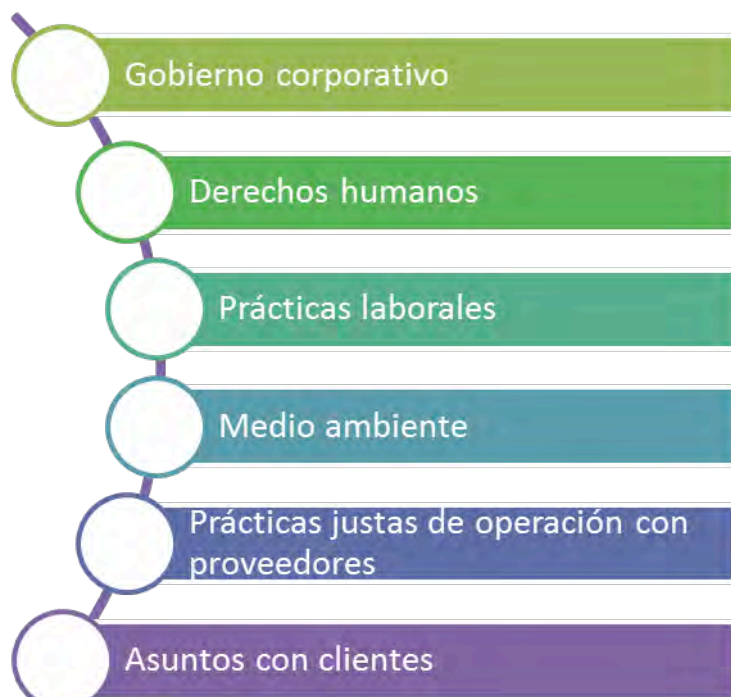 Gobierno corporativo
Derechos humanos
Prácticas laborales
Medio ambiente
Prácticas justas de operación con
proveedores
Asuntos con clientes